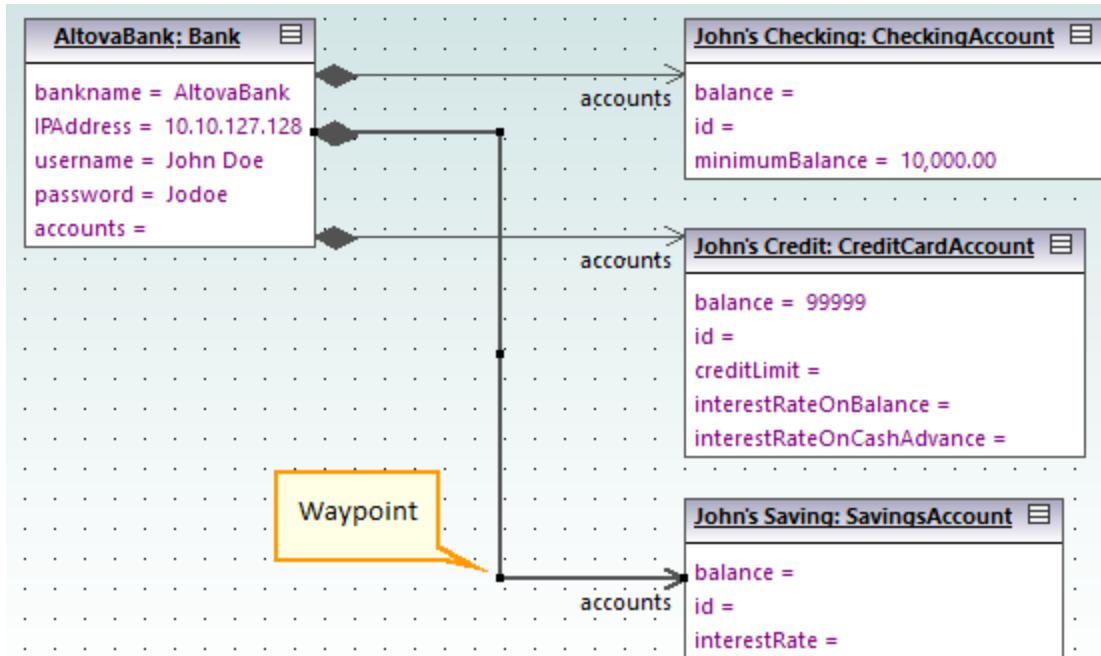 AltovaBank: Bank
bankname = AltovaBank
IPAddress = 10.10.127.128
username = John Doe
password = Jodoe
accounts =
accounts
John's Checking: CheckingAccount
balance =
id =
minimumBalance = 10,000.00
accounts
John's Credit: CreditCardAccount
balance = 99999
id =
creditLimit =
interestRateOnBalance =
interestRateOnCashAdvance =
Waypoint
accounts
John's Saving: SavingsAccount
balance =
id =
interestRate =